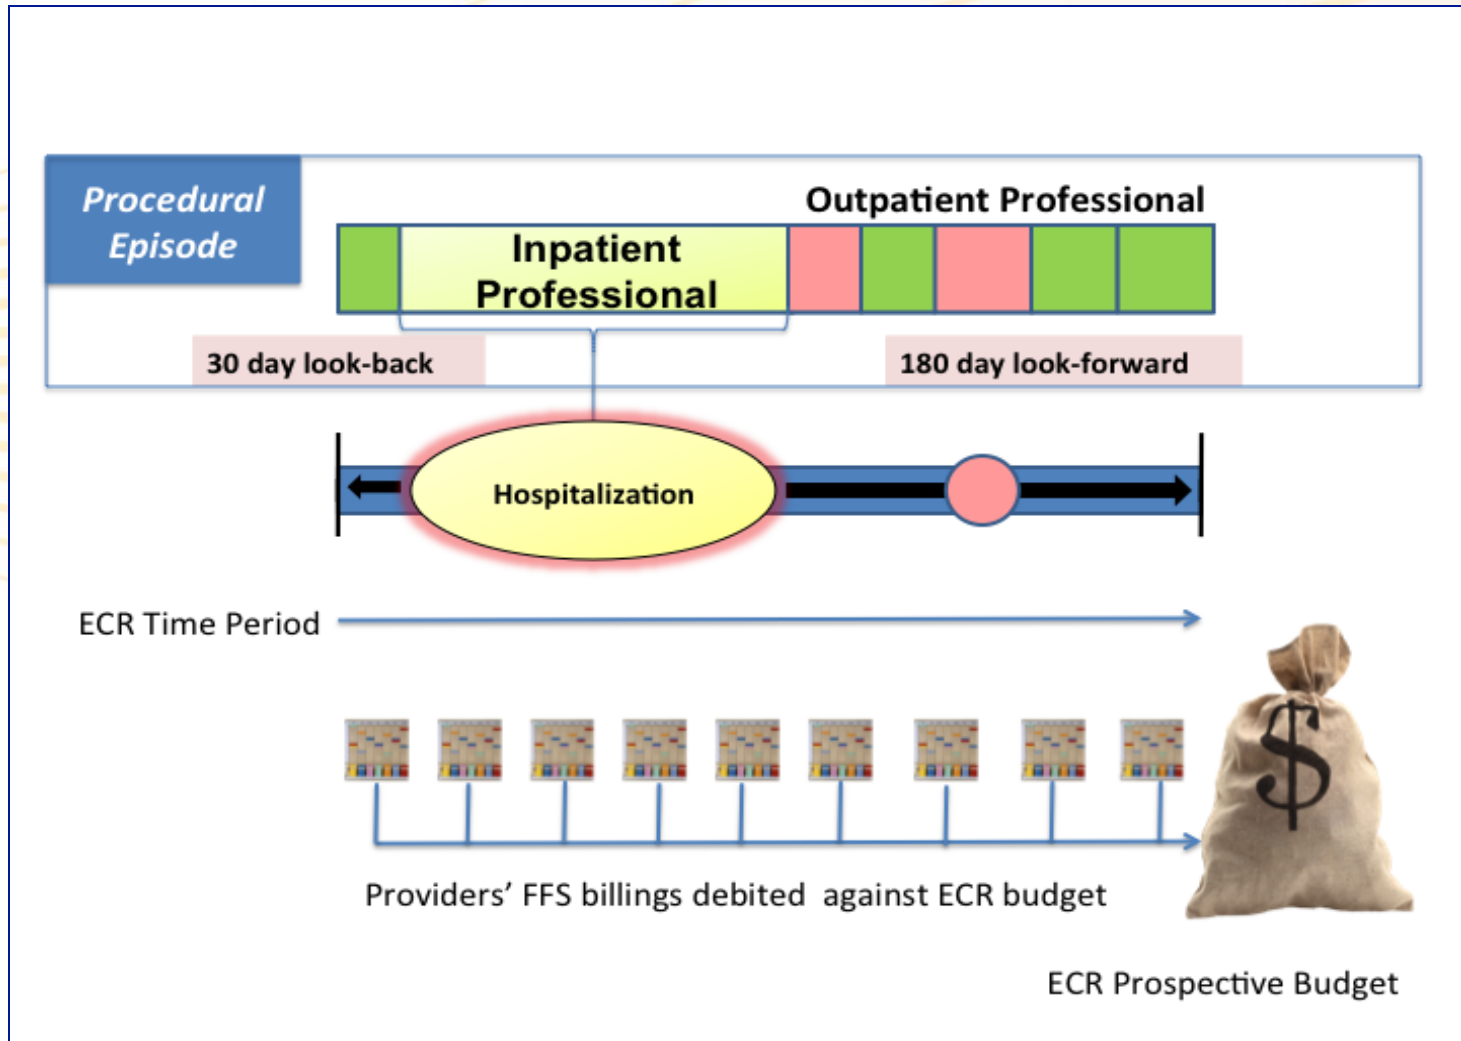 Procedural
Episode
Outpatient Professional
Inpatient
Professional
30 day look-back
180 day look-forward
Hospitalization
ECR Time Period
$
Providers’ FFS billings debited  against ECR budget
ECR Prospective Budget